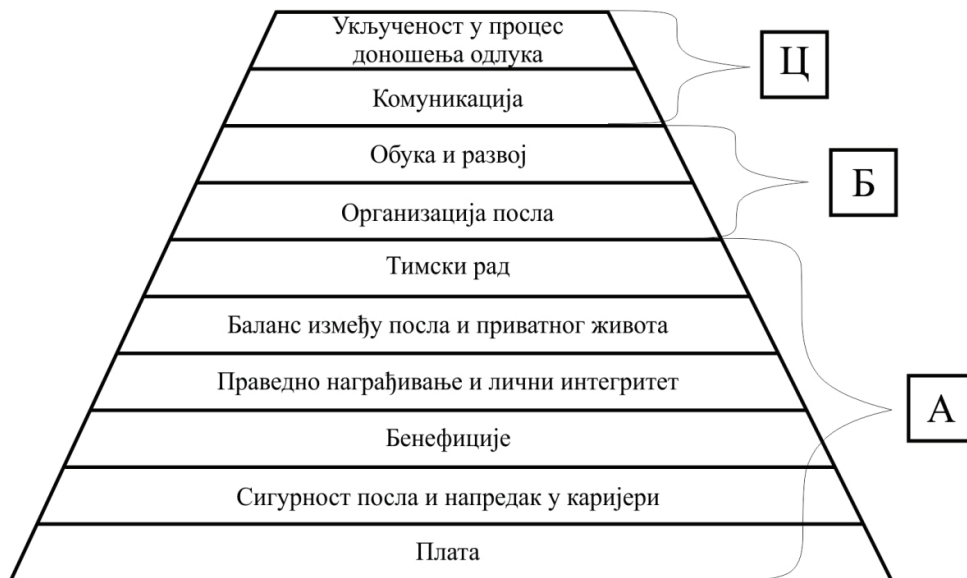 Укљученост у процес
доношења одлука
Ц
Комуникација
Обука и развој
Б
Организација посла
Тимски рад
Баланс између посла и приватног живота
Праведно награђивање и лични интегритет
А
Бенефиције
Сигурност посла и напредак у каријери
Плата